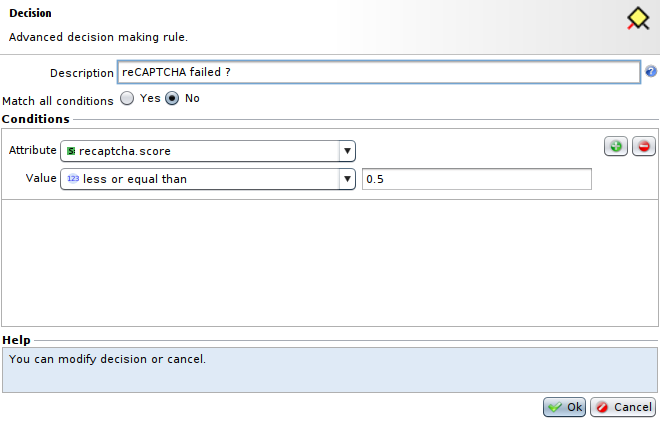 Decision
Advanced decision making rule.
Description reCAPTCHA failed ?
Match all conditions Yes No
Conditions
Attribute recaptcha.score
Value 123 less or equal than 0.5
Help
You can modify decision or cancel.
Ok Cancel